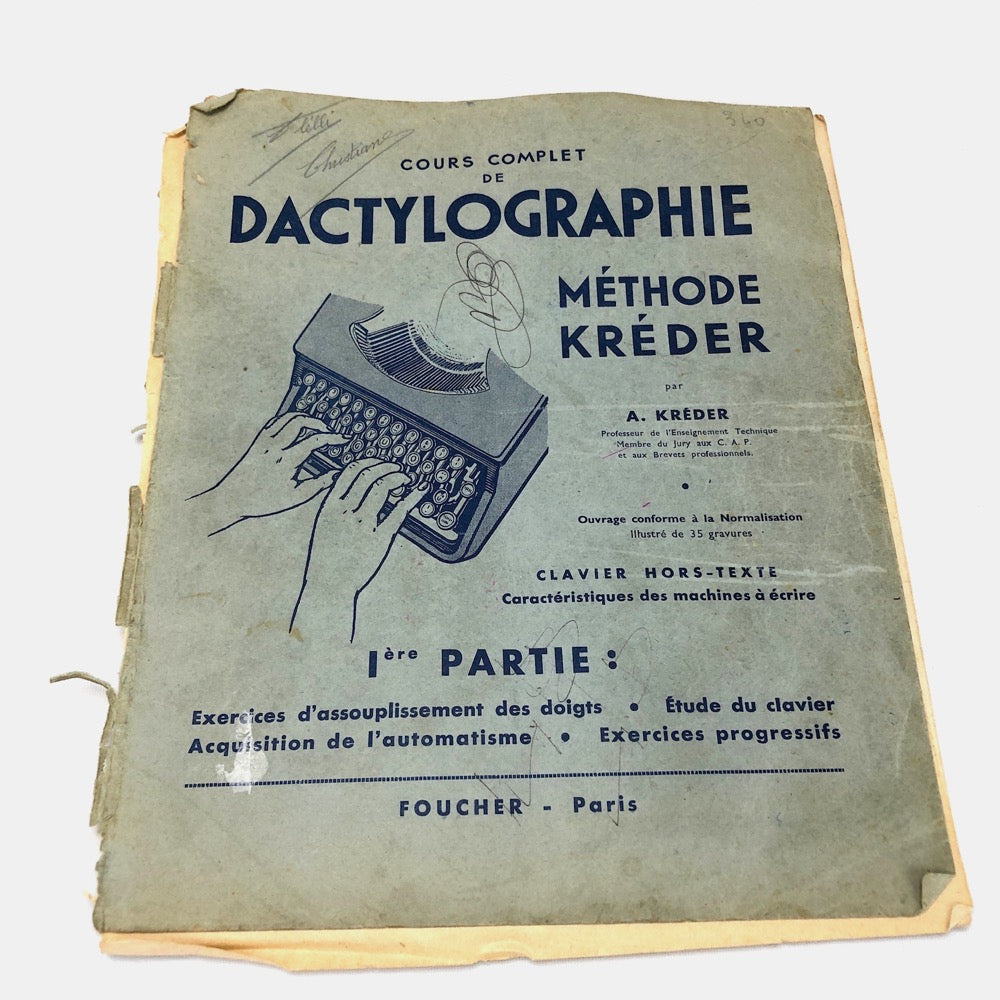 Christiane
360
COURS COMPLET
DE
DACTYLOGRAPHIE
MÉTHODE
KRÉDER
par
A. KRÉDER
Professeur de l'Enseignement Technique
Membre du Jury aux C. A. P.
et aux Brevets professionnels.
Ouvrage conforme à la Normalisation
Illustré de 35 gravures
CLAVIER HORS-TEXTE
Caractéristiques des machines à écrire
Ière PARTIE :
Exercices d'assouplissement des doigts • Étude du clavier
Acquisition de l'automatisme • Exercices progressifs
FOUCHER - Paris